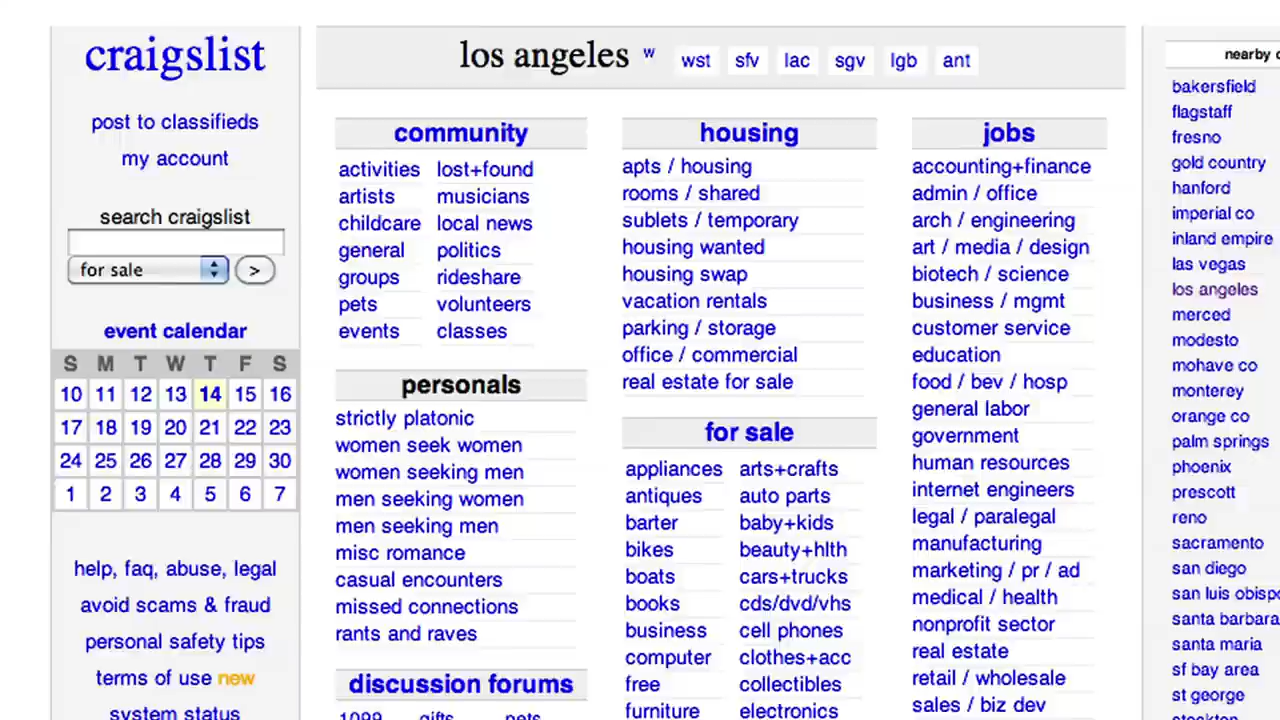 craigslist
post to classifieds
my account
search craigslist
for sale >
event calendar
S M T W T F S
10 11 12 13 14 15 16
17 18 19 20 21 22 23
24 25 26 27 28 29 30
1 2 3 4 5 6 7
help, faq, abuse, legal
avoid scams & fraud
personal safety tips
terms of use new
system status
los angeles w wst sfv lac sgv lgb ant
community
activities lost+found
artists musicians
childcare local news
general politics
groups rideshare
pets volunteers
events classes
personals
strictly platonic
women seek women
women seeking men
men seeking women
men seeking men
misc romance
casual encounters
missed connections
rants and raves
discussion forums
1099 gifts pets
housing
apts / housing
rooms / shared
sublets / temporary
housing wanted
housing swap
vacation rentals
parking / storage
office / commercial
real estate for sale
for sale
appliances arts+crafts
antiques auto parts
barter baby+kids
bikes beauty+hlth
boats cars+trucks
books cds/dvd/vhs
business cell phones
computer clothes+acc
free collectibles
furniture electronics
jobs
accounting+finance
admin / office
arch / engineering
art / media / design
biotech / science
business / mgmt
customer service
education
food / bev / hosp
general labor
government
human resources
internet engineers
legal / paralegal
manufacturing
marketing / pr / ad
medical / health
nonprofit sector
real estate
retail / wholesale
sales / biz dev
nearby c
bakersfield
flagstaff
fresno
gold country
hanford
imperial co
inland empire
las vegas
los angeles
merced
modesto
mohave co
monterey
orange co
palm springs
phoenix
prescott
reno
sacramento
san diego
san luis obispo
santa barbara
santa maria
sf bay area
st george